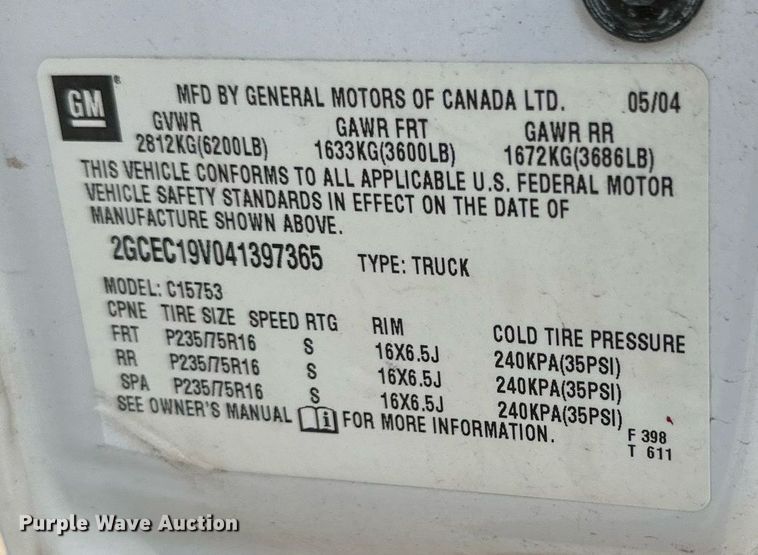 GM
MFD BY GENERAL MOTORS OF CANADA LTD. 05/04
GVWR GAWR FRT GAWR RR
2812KG(6200LB) 1633KG(3600LB) 1672KG(3686LB)
THIS VEHICLE CONFORMS TO ALL APPLICABLE U.S. FEDERAL MOTOR
VEHICLE SAFETY STANDARDS IN EFFECT ON THE DATE OF
MANUFACTURE SHOWN ABOVE.
2GCEC19V041397365 TYPE: TRUCK
MODEL: C15753
CPNE TIRE SIZE SPEED RTG RIM COLD TIRE PRESSURE
FRT P235/75R16 S 16X6.5J 240KPA(35PSI)
RR P235/75R16 S 16X6.5J 240KPA(35PSI)
SPA P235/75R16 S 16X6.5J 240KPA(35PSI)
SEE OWNER'S MANUAL i FOR MORE INFORMATION.
F 398
T 611
Purple Wave Auction